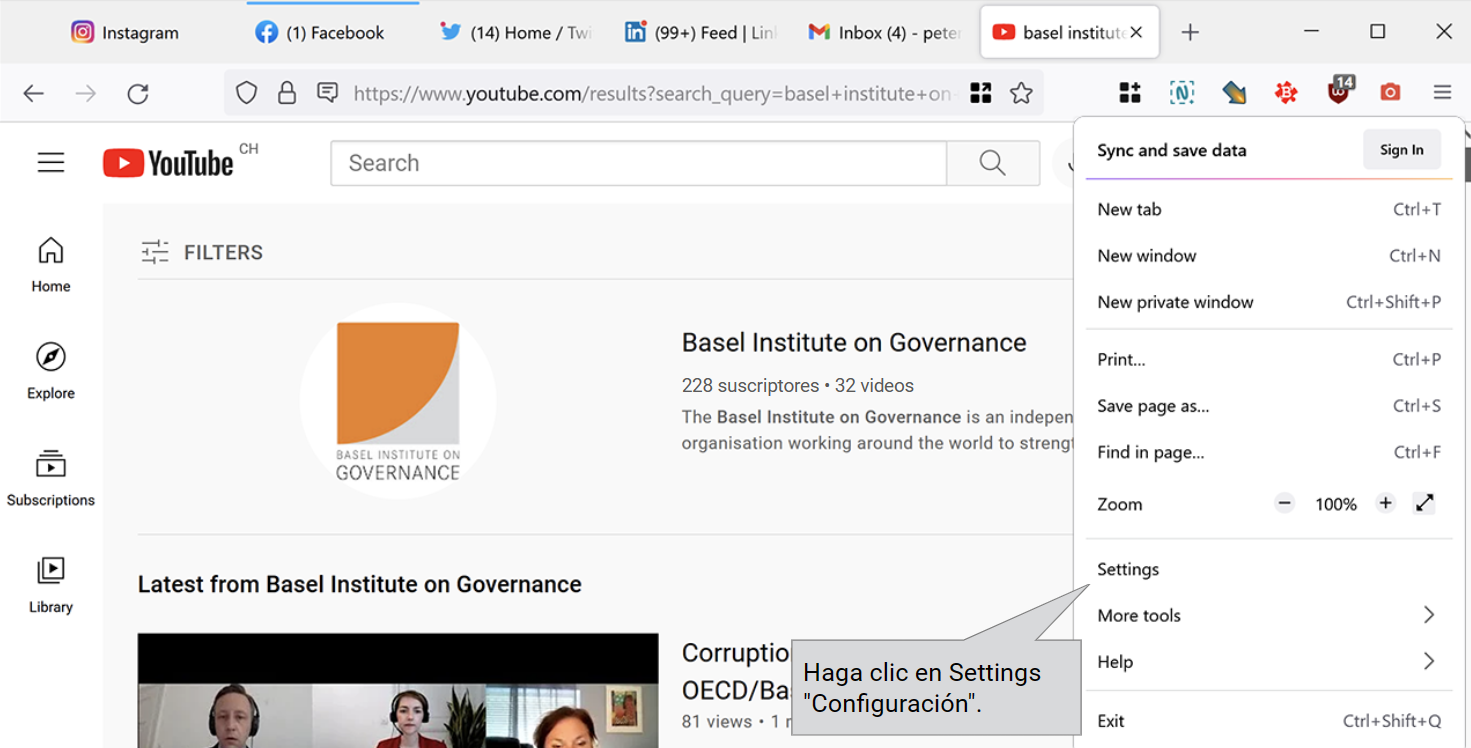 Instagram
(1) Facebook
(14) Home / Twi
(99+) Feed | Lin
Inbox (4) - peter
basel institute
https://www.youtube.com/results?search_query=basel+institute+on
14
YouTube CH
Search
Home
Explore
Subscriptions
Library
FILTERS
BASEL INSTITUTE ON
GOVERNANCE
Basel Institute on Governance
228 suscriptores • 32 videos
The Basel Institute on Governance is an indepen
organisation working around the world to strengt
Latest from Basel Institute on Governance
Corruptio
OECD/Ba
81 views • 1
Sync and save data
Sign In
New tab Ctrl+T
New window Ctrl+N
New private window Ctrl+Shift+P
Print... Ctrl+P
Save page as... Ctrl+S
Find in page... Ctrl+F
Zoom − 100% +
Settings
More tools
Help
Exit Ctrl+Shift+Q
Haga clic en Settings
"Configuración".